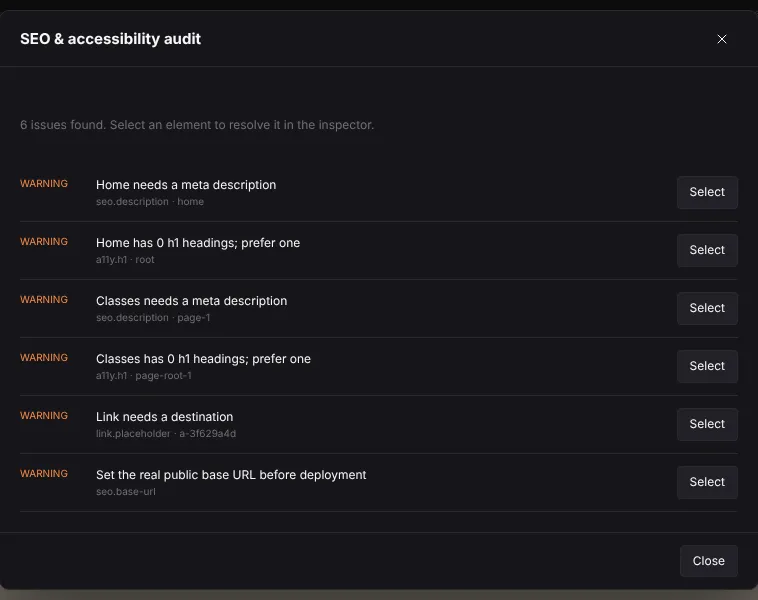 SEO & accessibility audit
6 issues found. Select an element to resolve it in the inspector.
WARNING
Home needs a meta description
seo.description · home
Select
WARNING
Home has 0 h1 headings; prefer one
a11y.h1 · root
Select
WARNING
Classes needs a meta description
seo.description · page-1
Select
WARNING
Classes has 0 h1 headings; prefer one
a11y.h1 · page-root-1
Select
WARNING
Link needs a destination
link.placeholder · a-3f629a4d
Select
WARNING
Set the real public base URL before deployment
seo.base-url
Select
Close